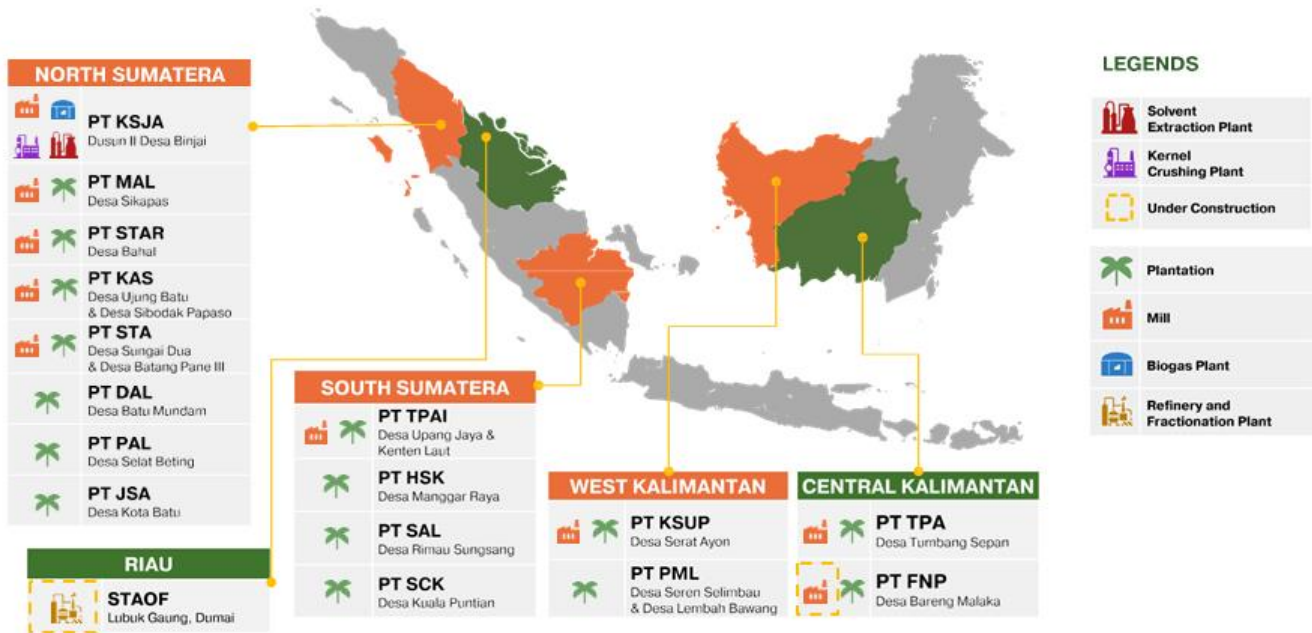 NORTH SUMATERA
PT KSJA
Dusun II Desa Binjai
PT MAL
Desa Sikapas
PT STAR
Desa Bahal
PT KAS
Desa Ujung Batu
& Desa Sibodak Papaso
PT STA
Desa Sungai Dua
& Desa Batang Pane III
PT DAL
Desa Batu Mundam
PT PAL
Desa Selat Beting
PT JSA
Desa Kota Batu
RIAU
STAOF
Lubuk Gaung, Dumai
SOUTH SUMATERA
PT TPAI
Desa Upang Jaya &
Kenten Laut
PT HSK
Desa Manggar Raya
PT SAL
Desa Rimau Sungsang
PT SCK
Desa Kuala Puntian
WEST KALIMANTAN
PT KSUP
Desa Serat Ayon
PT PML
Desa Seren Selimbau
& Desa Lembah Bawang
CENTRAL KALIMANTAN
PT TPA
Desa Tumbang Sepan
PT FNP
Desa Bareng Malaka
LEGENDS
Solvent
Extraction Plant
Kernel
Crushing Plant
Under Construction
Plantation
Mill
Biogas Plant
Refinery and
Fractionation Plant